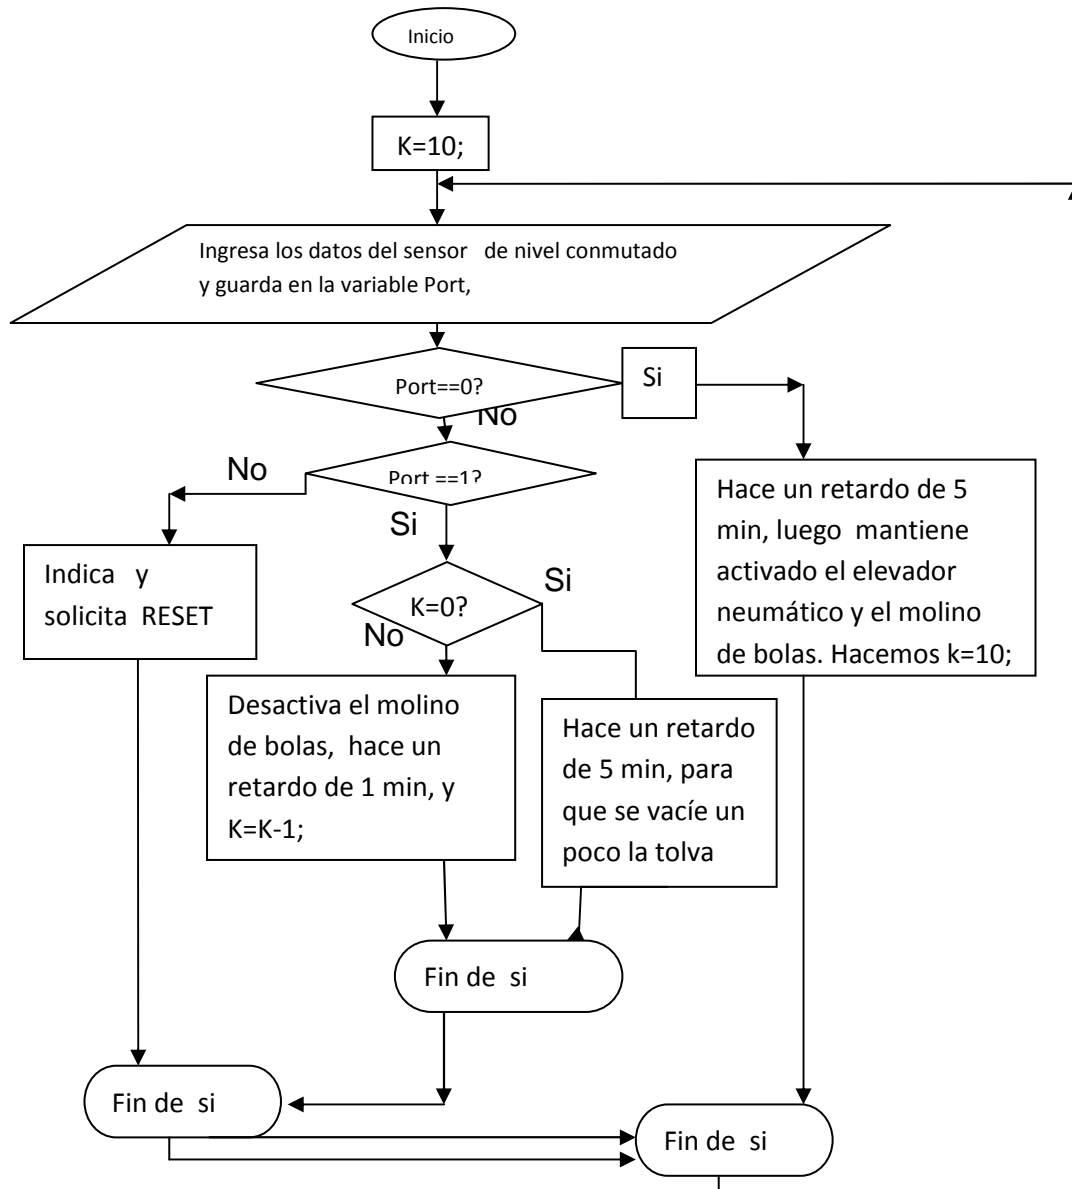 Inicio
K=10;
Ingresa los datos del sensor de nivel conmutado
y guarda en la variable Port,
Port==0?
Si
No
Port ==1?
No
Si
Hace un retardo de 5
min, luego mantiene
activado el elevador
neumático y el molino
de bolas. Hacemos k=10;
Indica y
solicita RESET
K=0?
Si
No
Desactiva el molino
de bolas, hace un
retardo de 1 min, y
K=K-1;
Hace un retardo
de 5 min, para
que se vacíe un
poco la tolva
Fin de si
Fin de si
Fin de si